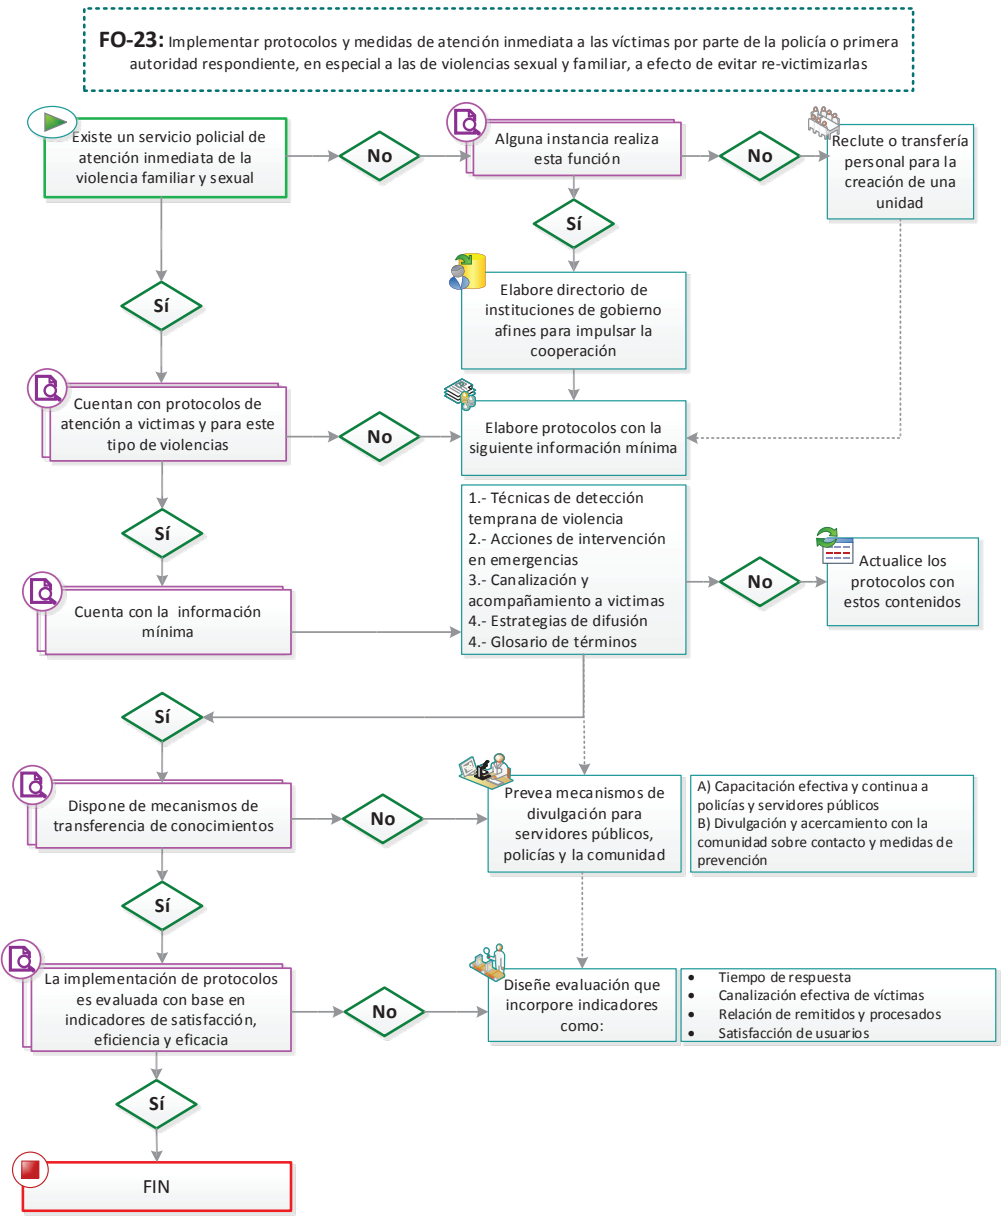 FO-23: Implementar protocolos y medidas de atención inmediata a las víctimas por parte de la policía o primera
autoridad respondiente, en especial a las de violencias sexual y familiar, a efecto de evitar re-victimizarlas
Existe un servicio policial de
atención inmediata de la
violencia familiar y sexual
No
Alguna instancia realiza
esta función
No
Reclute o transfería
personal para la
creación de una
unidad
Sí
Sí
Elabore directorio de
instituciones de gobierno
afines para impulsar la
cooperación
Cuentan con protocolos de
atención a victimas y para este
tipo de violencias
No
Elabore protocolos con la
siguiente información mínima
Sí
1.- Técnicas de detección
temprana de violencia
2.- Acciones de intervención
en emergencias
3.- Canalización y
acompañamiento a victimas
4.- Estrategias de difusión
4.- Glosario de términos
No
Actualice los
protocolos con
estos contenidos
Cuenta con la información
mínima
Sí
Dispone de mecanismos de
transferencia de conocimientos
No
Prevea mecanismos de
divulgación para
servidores públicos,
policías y la comunidad
A) Capacitación efectiva y continua a
policías y servidores públicos
B) Divulgación y acercamiento con la
comunidad sobre contacto y medidas de
prevención
Sí
La implementación de protocolos
es evaluada con base en
indicadores de satisfacción,
eficiencia y eficacia
No
Diseñe evaluación que
incorpore indicadores
como:
• Tiempo de respuesta
• Canalización efectiva de víctimas
• Relación de remitidos y procesados
• Satisfacción de usuarios
Sí
FIN